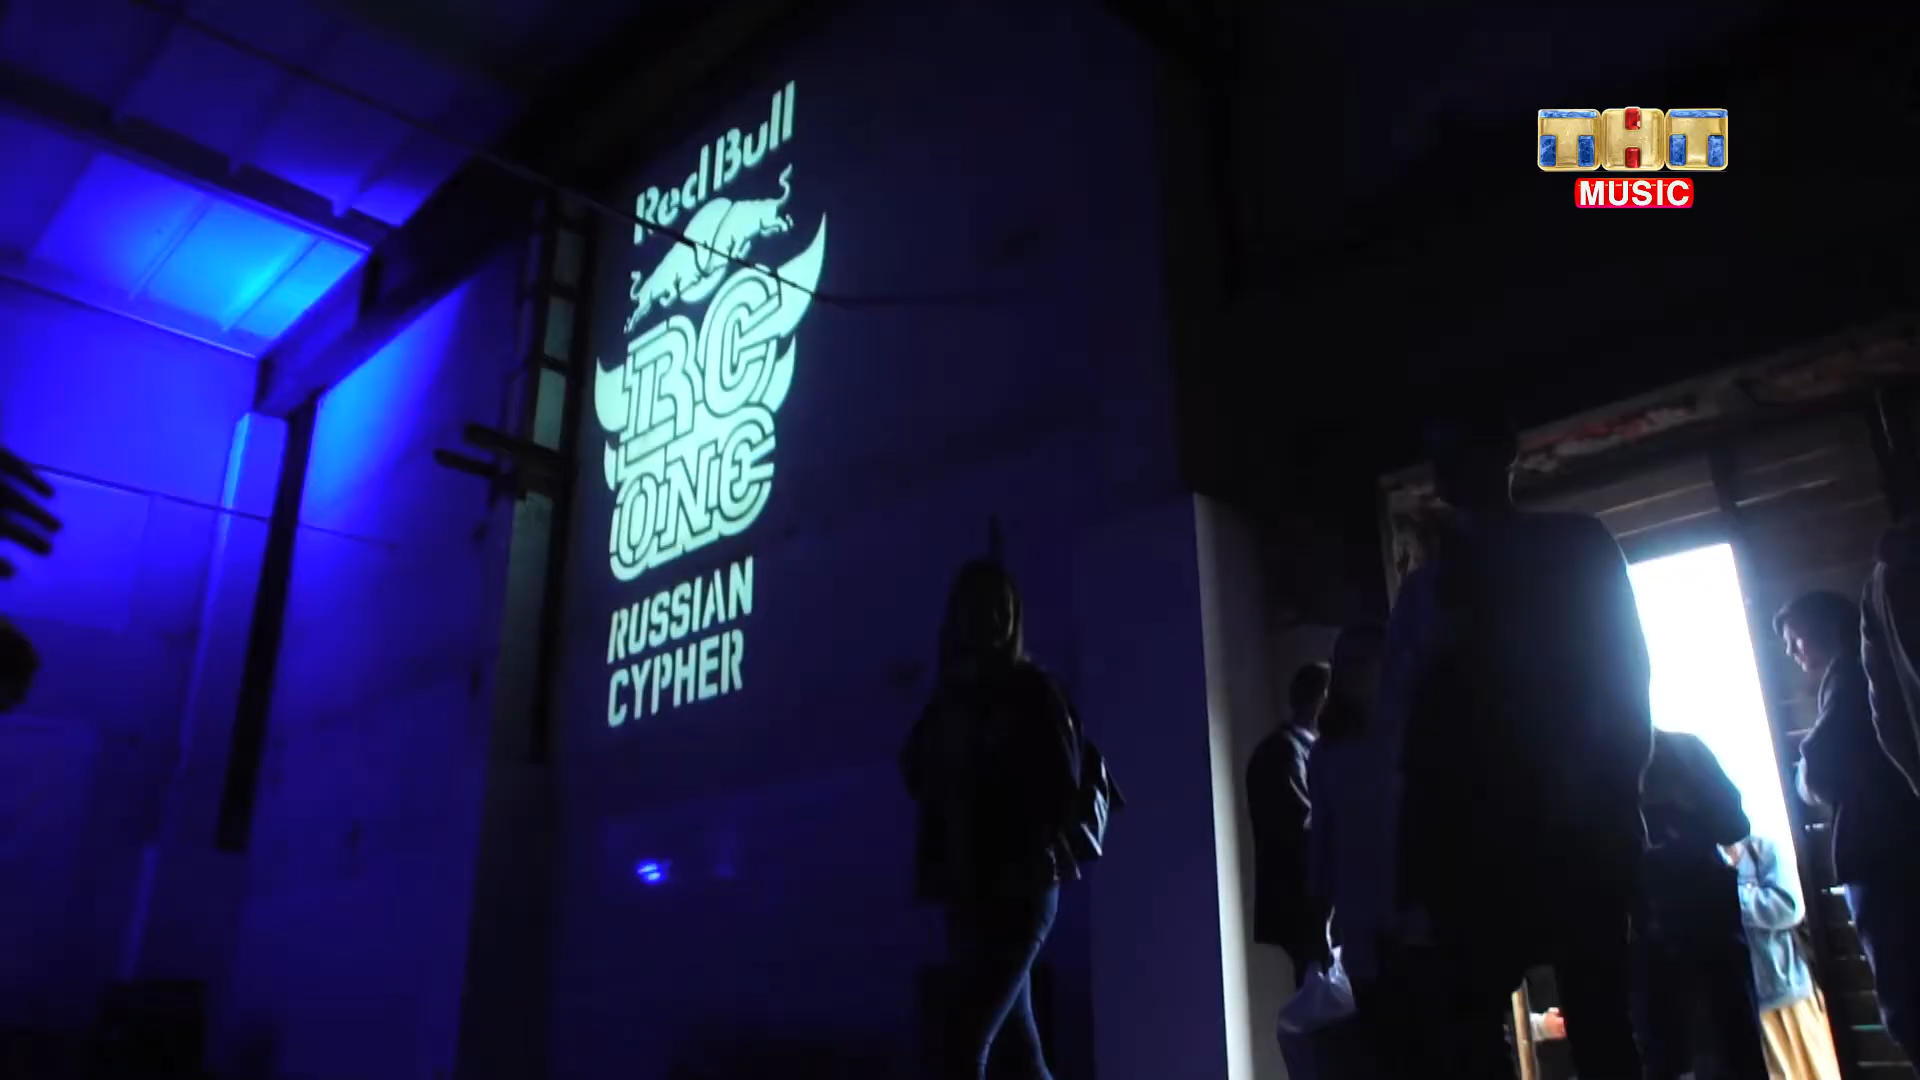 Red Bull
BC
ONE
RUSSIAN
CYPHER
ТНТ
MUSIC